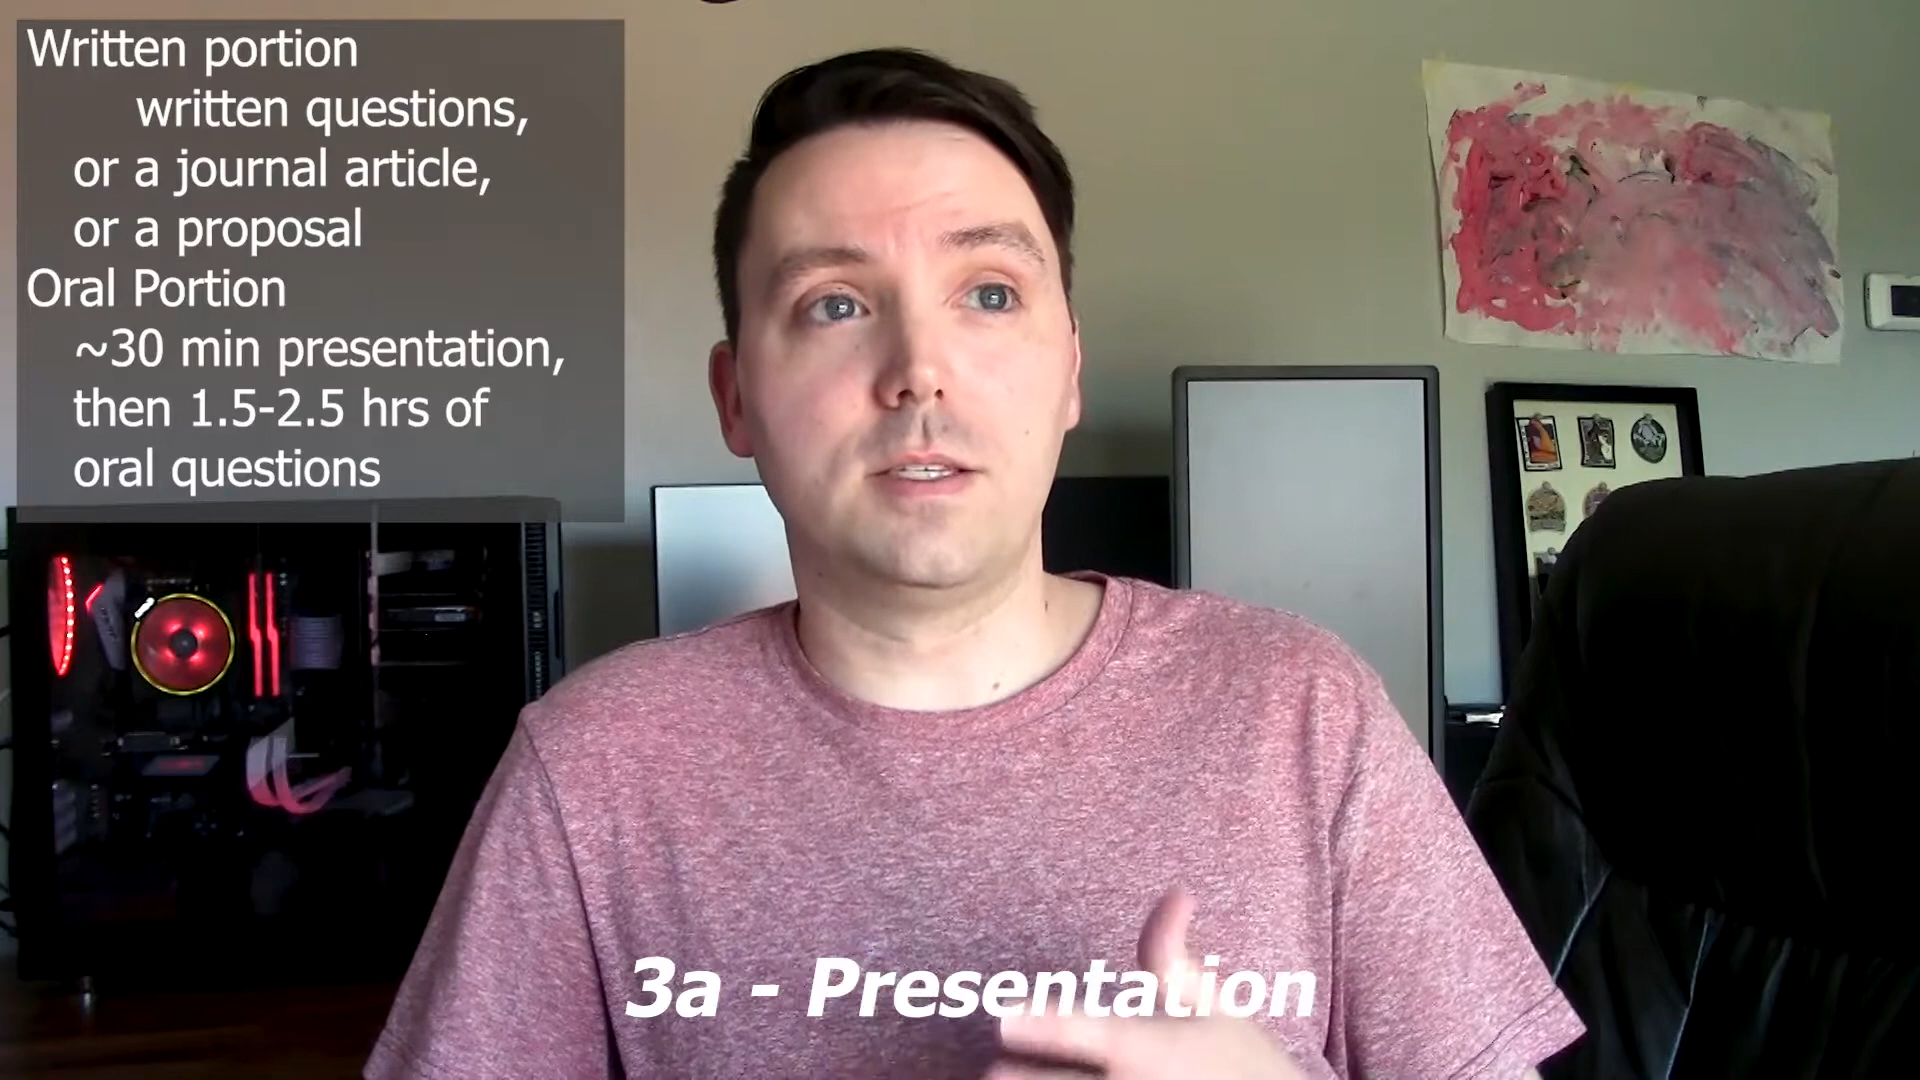 Written portion
written questions,
or a journal article,
or a proposal
Oral Portion
~30 min presentation,
then 1.5-2.5 hrs of
oral questions
3a - Presentation